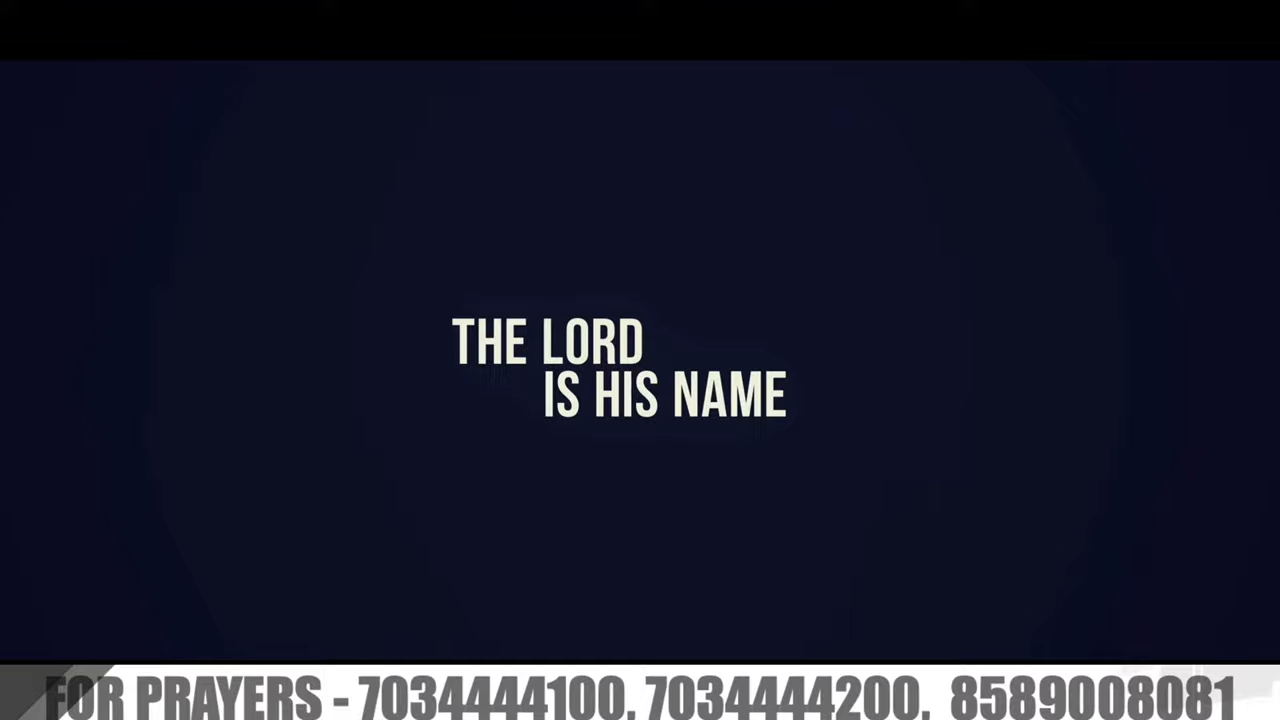 THE LORD
IS HIS NAME
FOR PRAYERS - 7034444100, 7034444200, 8589008081